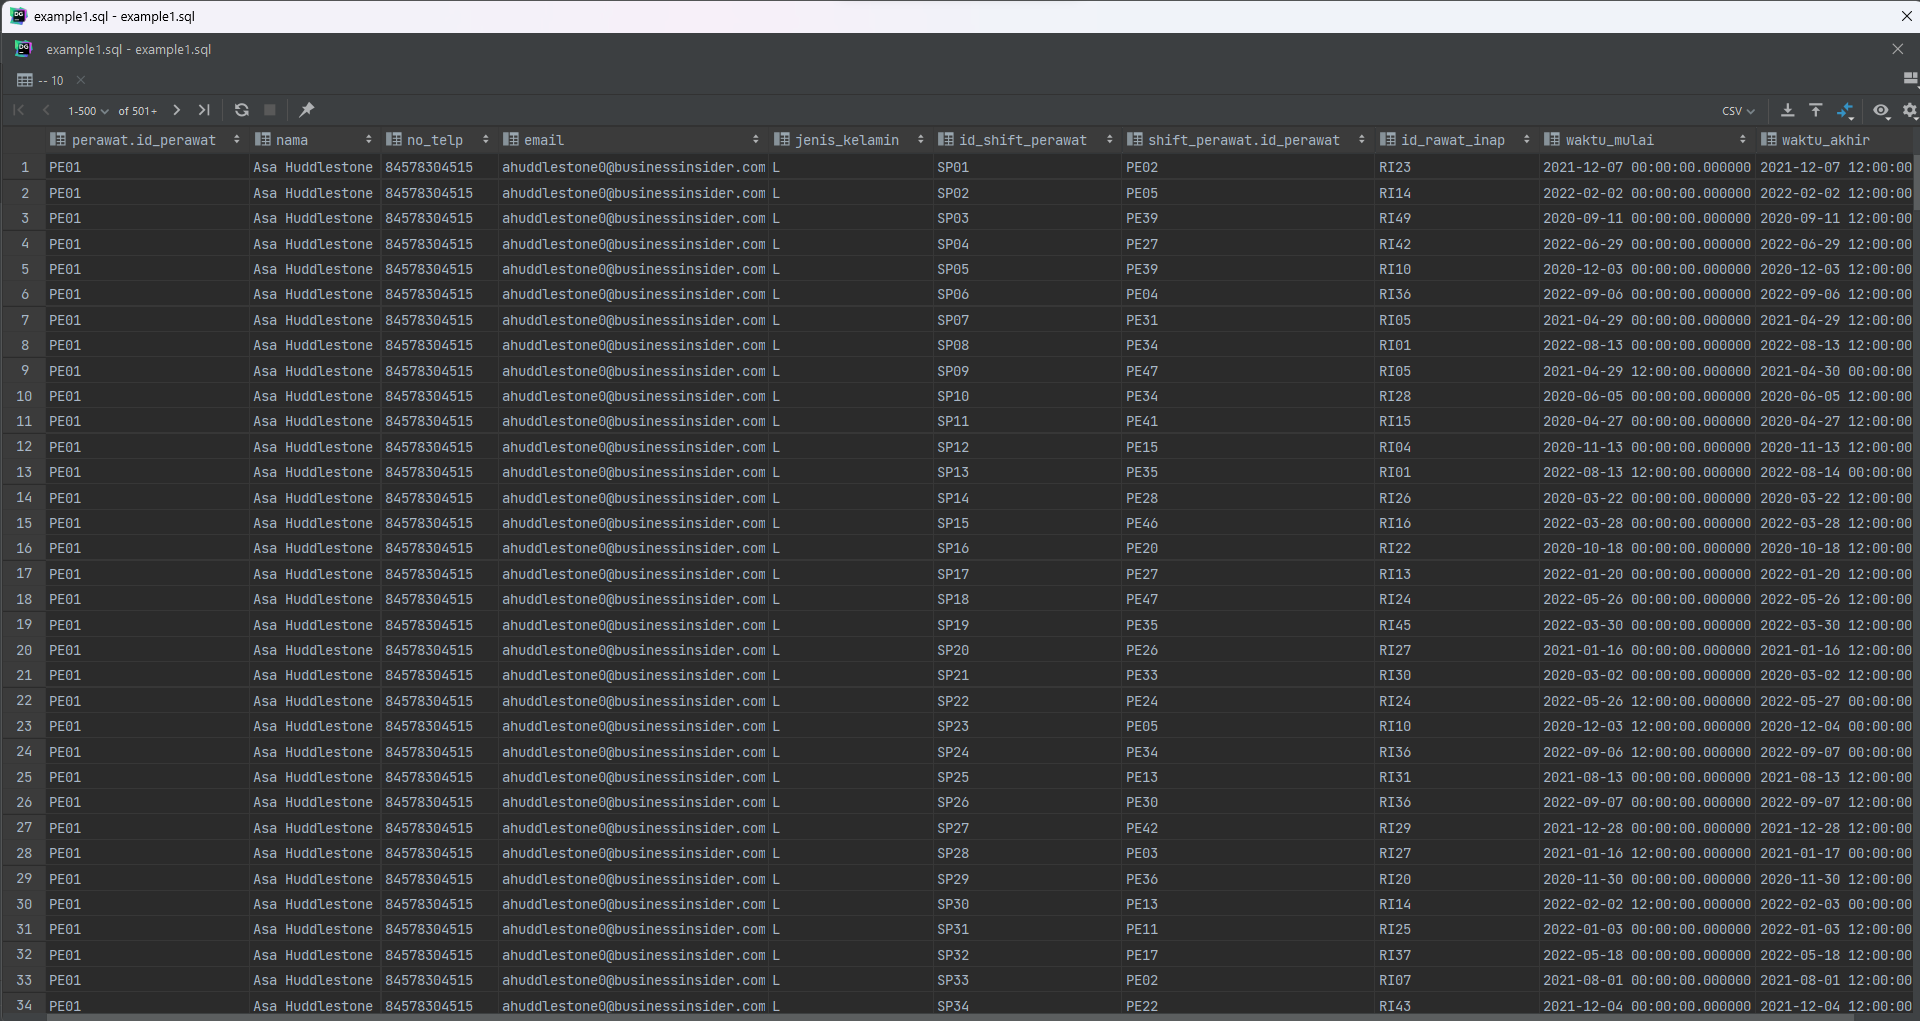 example1.sql - example1.sql
example1.sql - example1.sql
-- 10
1-500 of 501+ CSV
perawat.id_perawat nama no_telp email jenis_kelamin id_shift_perawat shift_perawat.id_perawat id_rawat_inap waktu_mulai waktu_akhir
1 PE01 Asa Huddlestone 84578304515 ahuddlestone0@businessinsider.com L SP01 PE02 RI23 2021-12-07 00:00:00.000000 2021-12-07 12:00:00
2 PE01 Asa Huddlestone 84578304515 ahuddlestone0@businessinsider.com L SP02 PE05 RI14 2022-02-02 00:00:00.000000 2022-02-02 12:00:00
3 PE01 Asa Huddlestone 84578304515 ahuddlestone0@businessinsider.com L SP03 PE39 RI49 2020-09-11 00:00:00.000000 2020-09-11 12:00:00
4 PE01 Asa Huddlestone 84578304515 ahuddlestone0@businessinsider.com L SP04 PE27 RI42 2022-06-29 00:00:00.000000 2022-06-29 12:00:00
5 PE01 Asa Huddlestone 84578304515 ahuddlestone0@businessinsider.com L SP05 PE39 RI10 2020-12-03 00:00:00.000000 2020-12-03 12:00:00
6 PE01 Asa Huddlestone 84578304515 ahuddlestone0@businessinsider.com L SP06 PE04 RI36 2022-09-06 00:00:00.000000 2022-09-06 12:00:00
7 PE01 Asa Huddlestone 84578304515 ahuddlestone0@businessinsider.com L SP07 PE31 RI05 2021-04-29 00:00:00.000000 2021-04-29 12:00:00
8 PE01 Asa Huddlestone 84578304515 ahuddlestone0@businessinsider.com L SP08 PE34 RI01 2022-08-13 00:00:00.000000 2022-08-13 12:00:00
9 PE01 Asa Huddlestone 84578304515 ahuddlestone0@businessinsider.com L SP09 PE47 RI05 2021-04-29 12:00:00.000000 2021-04-30 00:00:00
10 PE01 Asa Huddlestone 84578304515 ahuddlestone0@businessinsider.com L SP10 PE34 RI28 2020-06-05 00:00:00.000000 2020-06-05 12:00:00
11 PE01 Asa Huddlestone 84578304515 ahuddlestone0@businessinsider.com L SP11 PE41 RI15 2020-04-27 00:00:00.000000 2020-04-27 12:00:00
12 PE01 Asa Huddlestone 84578304515 ahuddlestone0@businessinsider.com L SP12 PE15 RI04 2020-11-13 00:00:00.000000 2020-11-13 12:00:00
13 PE01 Asa Huddlestone 84578304515 ahuddlestone0@businessinsider.com L SP13 PE35 RI01 2022-08-13 12:00:00.000000 2022-08-14 00:00:00
14 PE01 Asa Huddlestone 84578304515 ahuddlestone0@businessinsider.com L SP14 PE28 RI26 2020-03-22 00:00:00.000000 2020-03-22 12:00:00
15 PE01 Asa Huddlestone 84578304515 ahuddlestone0@businessinsider.com L SP15 PE46 RI16 2022-03-28 00:00:00.000000 2022-03-28 12:00:00
16 PE01 Asa Huddlestone 84578304515 ahuddlestone0@businessinsider.com L SP16 PE20 RI22 2020-10-18 00:00:00.000000 2020-10-18 12:00:00
17 PE01 Asa Huddlestone 84578304515 ahuddlestone0@businessinsider.com L SP17 PE27 RI13 2022-01-20 00:00:00.000000 2022-01-20 12:00:00
18 PE01 Asa Huddlestone 84578304515 ahuddlestone0@businessinsider.com L SP18 PE47 RI24 2022-05-26 00:00:00.000000 2022-05-26 12:00:00
19 PE01 Asa Huddlestone 84578304515 ahuddlestone0@businessinsider.com L SP19 PE35 RI45 2022-03-30 00:00:00.000000 2022-03-30 12:00:00
20 PE01 Asa Huddlestone 84578304515 ahuddlestone0@businessinsider.com L SP20 PE26 RI27 2021-01-16 00:00:00.000000 2021-01-16 12:00:00
21 PE01 Asa Huddlestone 84578304515 ahuddlestone0@businessinsider.com L SP21 PE33 RI30 2020-03-02 00:00:00.000000 2020-03-02 12:00:00
22 PE01 Asa Huddlestone 84578304515 ahuddlestone0@businessinsider.com L SP22 PE24 RI24 2022-05-26 12:00:00.000000 2022-05-27 00:00:00
23 PE01 Asa Huddlestone 84578304515 ahuddlestone0@businessinsider.com L SP23 PE05 RI10 2020-12-03 12:00:00.000000 2020-12-04 00:00:00
24 PE01 Asa Huddlestone 84578304515 ahuddlestone0@businessinsider.com L SP24 PE34 RI36 2022-09-06 12:00:00.000000 2022-09-07 00:00:00
25 PE01 Asa Huddlestone 84578304515 ahuddlestone0@businessinsider.com L SP25 PE13 RI31 2021-08-13 00:00:00.000000 2021-08-13 12:00:00
26 PE01 Asa Huddlestone 84578304515 ahuddlestone0@businessinsider.com L SP26 PE30 RI36 2022-09-07 00:00:00.000000 2022-09-07 12:00:00
27 PE01 Asa Huddlestone 84578304515 ahuddlestone0@businessinsider.com L SP27 PE42 RI29 2021-12-28 00:00:00.000000 2021-12-28 12:00:00
28 PE01 Asa Huddlestone 84578304515 ahuddlestone0@businessinsider.com L SP28 PE03 RI27 2021-01-16 12:00:00.000000 2021-01-17 00:00:00
29 PE01 Asa Huddlestone 84578304515 ahuddlestone0@businessinsider.com L SP29 PE36 RI20 2020-11-30 00:00:00.000000 2020-11-30 12:00:00
30 PE01 Asa Huddlestone 84578304515 ahuddlestone0@businessinsider.com L SP30 PE13 RI14 2022-02-02 12:00:00.000000 2022-02-03 00:00:00
31 PE01 Asa Huddlestone 84578304515 ahuddlestone0@businessinsider.com L SP31 PE11 RI25 2022-01-03 00:00:00.000000 2022-01-03 12:00:00
32 PE01 Asa Huddlestone 84578304515 ahuddlestone0@businessinsider.com L SP32 PE17 RI37 2022-05-18 00:00:00.000000 2022-05-18 12:00:00
33 PE01 Asa Huddlestone 84578304515 ahuddlestone0@businessinsider.com L SP33 PE02 RI07 2021-08-01 00:00:00.000000 2021-08-01 12:00:00
34 PE01 Asa Huddlestone 84578304515 ahuddlestone0@businessinsider.com L SP34 PE22 RI43 2021-12-04 00:00:00.000000 2021-12-04 12:00:00